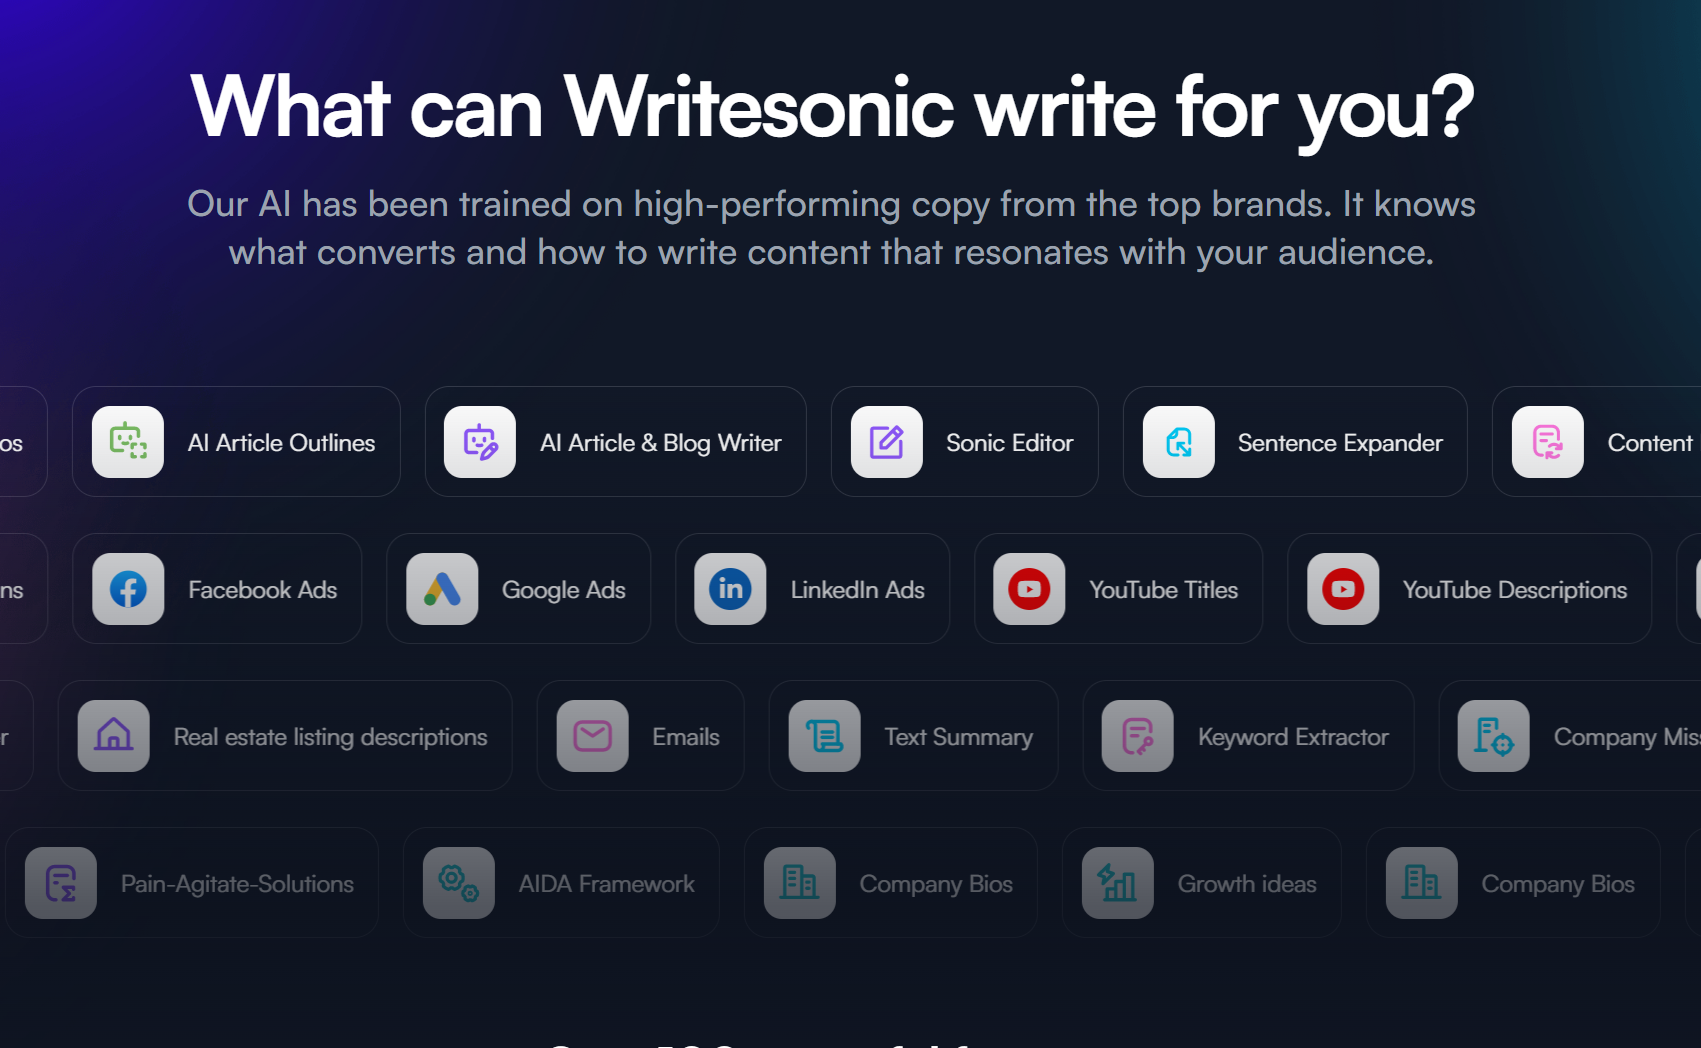 What can Writesonic write for you?
Our AI has been trained on high-performing copy from the top brands. It knows
what converts and how to write content that resonates with your audience.
os AI Article Outlines AI Article & Blog Writer Sonic Editor Sentence Expander Content
ns Facebook Ads Google Ads LinkedIn Ads YouTube Titles YouTube Descriptions
r Real estate listing descriptions Emails Text Summary Keyword Extractor Company Miss
Pain-Agitate-Solutions AIDA Framework Company Bios Growth ideas Company Bios